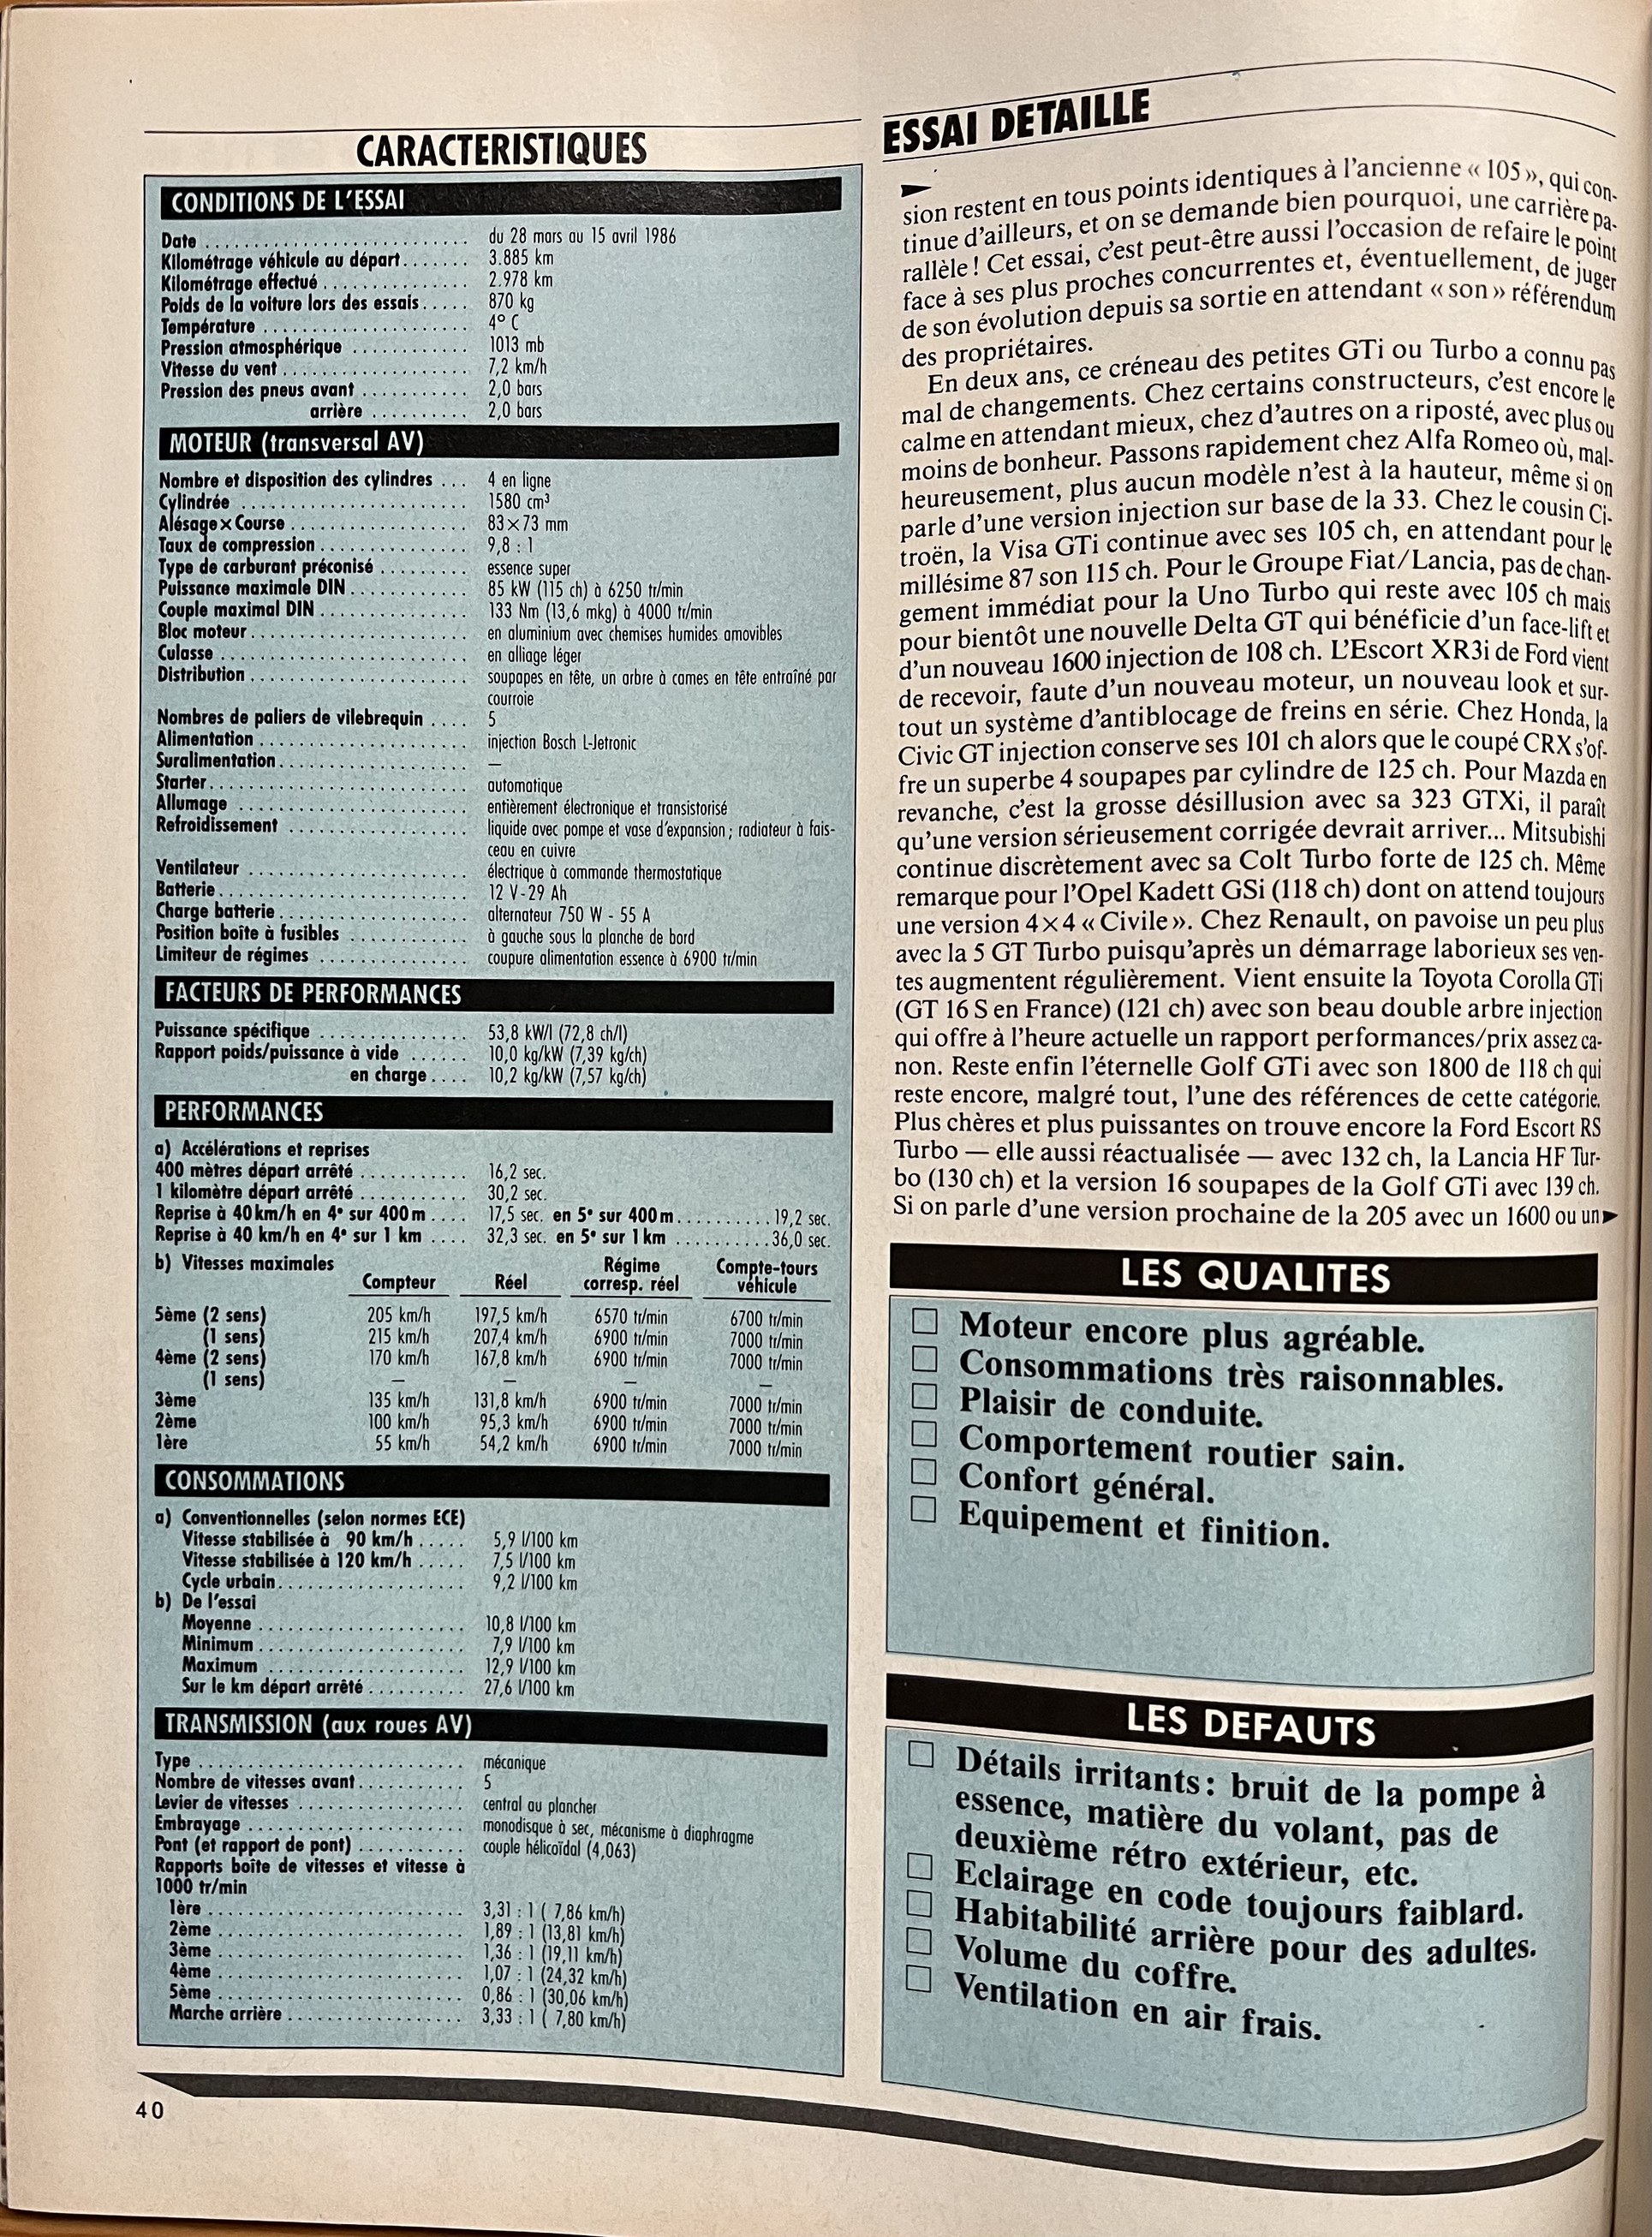 CARACTERISTIQUES
CONDITIONS DE L'ESSAI
Date .......................... du 28 mars au 15 avril 1986
Kilométrage véhicule au départ....... 3.885 km
Kilométrage effectué ............... 2.978 km
Poids de la voiture lors des essais..... 870 kg
Température ..................... 4° C
Pression atmosphérique ............ 1013 mb
Vitesse du vent ................... 7,2 km/h
Pression des pneus avant ........... 2,0 bars
arrière .......... 2,0 bars
MOTEUR (transversal AV)
Nombre et disposition des cylindres ... 4 en ligne
Cylindrée ........................ 1580 cm³
Alésage×Course .................. 83×73 mm
Taux de compression............... 9,8 : 1
Type de carburant préconisé ......... essence super
Puissance maximale DIN............ 85 kW (115 ch) à 6250 tr/min
Couple maximal DIN ............... 133 Nm (13,6 mkg) à 4000 tr/min
Bloc moteur...................... en aluminium avec chemises humides amovibles
Culasse ......................... en alliage léger
Distribution ...................... soupapes en tête, un arbre à cames en tête entraîné par
courroie
Nombres de paliers de vilebrequin .... 5
Alimentation ..................... injection Bosch L-Jetronic
Suralimentation................... —
Starter.......................... automatique
Allumage ....................... entièrement électronique et transistorisé
Refroidissement .................. liquide avec pompe et vase d'expansion ; radiateur à fais-
ceau en cuivre
Ventilateur ...................... électrique à commande thermostatique
Batterie......................... 12 V-29 Ah
Charge batterie................... alternateur 750 W - 55 A
Position boîte à fusibles ............ à gauche sous la planche de bord
Limiteur de régimes ............... coupure alimentation essence à 6900 tr/min
FACTEURS DE PERFORMANCES
Puissance spécifique ............... 53,8 kW/l (72,8 ch/l)
Rapport poids/puissance à vide ...... 10,0 kg/kW (7,39 kg/ch)
en charge .... 10,2 kg/kW (7,57 kg/ch)
PERFORMANCES
a) Accélérations et reprises
400 mètres départ arrêté ........... 16,2 sec.
1 kilomètre départ arrêté ........... 30,2 sec.
Reprise à 40 km/h en 4e sur 400 m .... 17,5 sec. en 5e sur 400 m.......... 19,2 sec.
Reprise à 40 km/h en 4e sur 1 km .... 32,3 sec. en 5e sur 1 km .......... 36,0 sec.
b) Vitesses maximales
Compteur Réel Régime corresp. réel Compte-tours véhicule
5ème (2 sens) 205 km/h 197,5 km/h 6570 tr/min 6700 tr/min
(1 sens) 215 km/h 207,4 km/h 6900 tr/min 7000 tr/min
4ème (2 sens) 170 km/h 167,8 km/h 6900 tr/min 7000 tr/min
(1 sens) — — — —
3ème 135 km/h 131,8 km/h 6900 tr/min 7000 tr/min
2ème 100 km/h 95,3 km/h 6900 tr/min 7000 tr/min
1ère 55 km/h 54,2 km/h 6900 tr/min 7000 tr/min
CONSOMMATIONS
a) Conventionnelles (selon normes ECE)
Vitesse stabilisée à 90 km/h ..... 5,9 l/100 km
Vitesse stabilisée à 120 km/h ..... 7,5 l/100 km
Cycle urbain................... 9,2 l/100 km
b) De l'essai
Moyenne ..................... 10,8 l/100 km
Minimum ..................... 7,9 l/100 km
Maximum .................... 12,9 l/100 km
Sur le km départ arrêté .......... 27,6 l/100 km
TRANSMISSION (aux roues AV)
Type ........................... mécanique
Nombre de vitesses avant........... 5
Levier de vitesses ................. central au plancher
Embrayage ...................... monodisque à sec, mécanisme à diaphragme
Pont (et rapport de pont) ........... couple hélicoïdal (4,063)
Rapports boîte de vitesses et vitesse à
1000 tr/min
1ère .......................... 3,31 : 1 ( 7,86 km/h)
2ème ......................... 1,89 : 1 (13,81 km/h)
3ème ......................... 1,36 : 1 (19,11 km/h)
4ème ......................... 1,07 : 1 (24,32 km/h)
5ème ......................... 0,86 : 1 (30,06 km/h)
Marche arrière .................. 3,33 : 1 ( 7,80 km/h)
40
ESSAI DETAILLE
sion restent en tous points identiques à l'ancienne « 105 », qui con-
tinue d'ailleurs, et on se demande bien pourquoi, une carrière pa-
rallèle ! Cet essai, c'est peut-être aussi l'occasion de refaire le point
face à ses plus proches concurrentes et, éventuellement, de juger
de son évolution depuis sa sortie en attendant « son » référendum
des propriétaires.
En deux ans, ce créneau des petites GTi ou Turbo a connu pas
mal de changements. Chez certains constructeurs, c'est encore le
calme en attendant mieux, chez d'autres on a riposté, avec plus ou
moins de bonheur. Passons rapidement chez Alfa Romeo où, mal-
heureusement, plus aucun modèle n'est à la hauteur, même si on
parle d'une version injection sur base de la 33. Chez le cousin Ci-
troën, la Visa GTi continue avec ses 105 ch, en attendant pour le
millésime 87 son 115 ch. Pour le Groupe Fiat/Lancia, pas de chan-
gement immédiat pour la Uno Turbo qui reste avec 105 ch mais
pour bientôt une nouvelle Delta GT qui bénéficie d'un face-lift et
d'un nouveau 1600 injection de 108 ch. L'Escort XR3i de Ford vient
de recevoir, faute d'un nouveau moteur, un nouveau look et sur-
tout un système d'antiblocage de freins en série. Chez Honda, la
Civic GT injection conserve ses 101 ch alors que le coupé CRX s'of-
fre un superbe 4 soupapes par cylindre de 125 ch. Pour Mazda en
revanche, c'est la grosse désillusion avec sa 323 GTXi, il paraît
qu'une version sérieusement corrigée devrait arriver... Mitsubishi
continue discrètement avec sa Colt Turbo forte de 125 ch. Même
remarque pour l'Opel Kadett GSi (118 ch) dont on attend toujours
une version 4×4 « Civile ». Chez Renault, on pavoise un peu plus
avec la 5 GT Turbo puisqu'après un démarrage laborieux ses ven-
tes augmentent régulièrement. Vient ensuite la Toyota Corolla GTi
(GT 16 S en France) (121 ch) avec son beau double arbre injection
qui offre à l'heure actuelle un rapport performances/prix assez ca-
non. Reste enfin l'éternelle Golf GTi avec son 1800 de 118 ch qui
reste encore, malgré tout, l'une des références de cette catégorie.
Plus chères et plus puissantes on trouve encore la Ford Escort RS
Turbo — elle aussi réactualisée — avec 132 ch, la Lancia HF Tur-
bo (130 ch) et la version 16 soupapes de la Golf GTi avec 139 ch.
Si on parle d'une version prochaine de la 205 avec un 1600 ou un
LES QUALITES
Moteur encore plus agréable.
Consommations très raisonnables.
Plaisir de conduite.
Comportement routier sain.
Confort général.
Equipement et finition.
LES DEFAUTS
Détails irritants : bruit de la pompe à
essence, matière du volant, pas de
deuxième rétro extérieur, etc.
Eclairage en code toujours faiblard.
Habitabilité arrière pour des adultes.
Volume du coffre.
Ventilation en air frais.